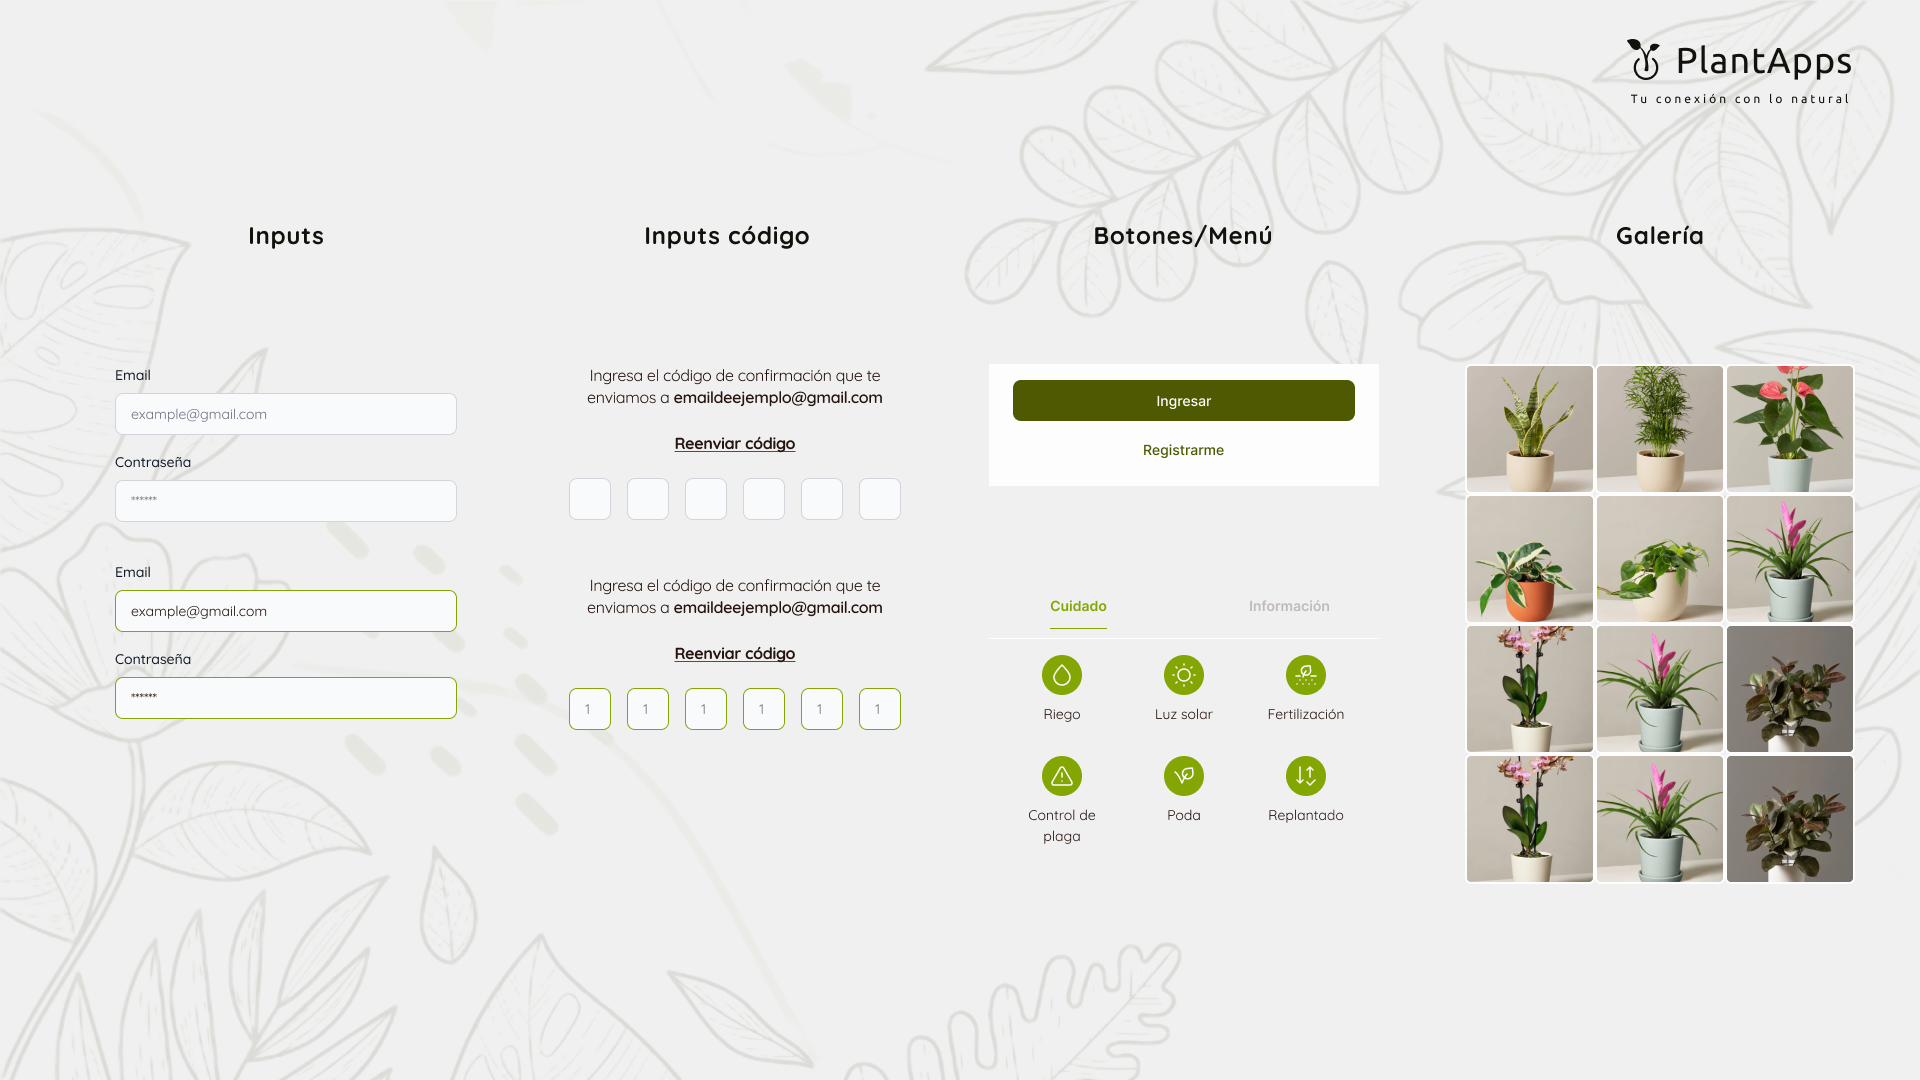 PlantApps
Tu conexión con lo natural
Inputs
Email
example@gmail.com
Contraseña
******
Email
example@gmail.com
Contraseña
******
Inputs código
Ingresa el código de confirmación que te
enviamos a emaildeejemplo@gmail.com
Reenviar código
Ingresa el código de confirmación que te
enviamos a emaildeejemplo@gmail.com
Reenviar código
1 1 1 1 1 1
Botones/Menú
Ingresar
Registrarme
Cuidado Información
Riego Luz solar Fertilización
Control de
plaga
Poda Replantado
Galería